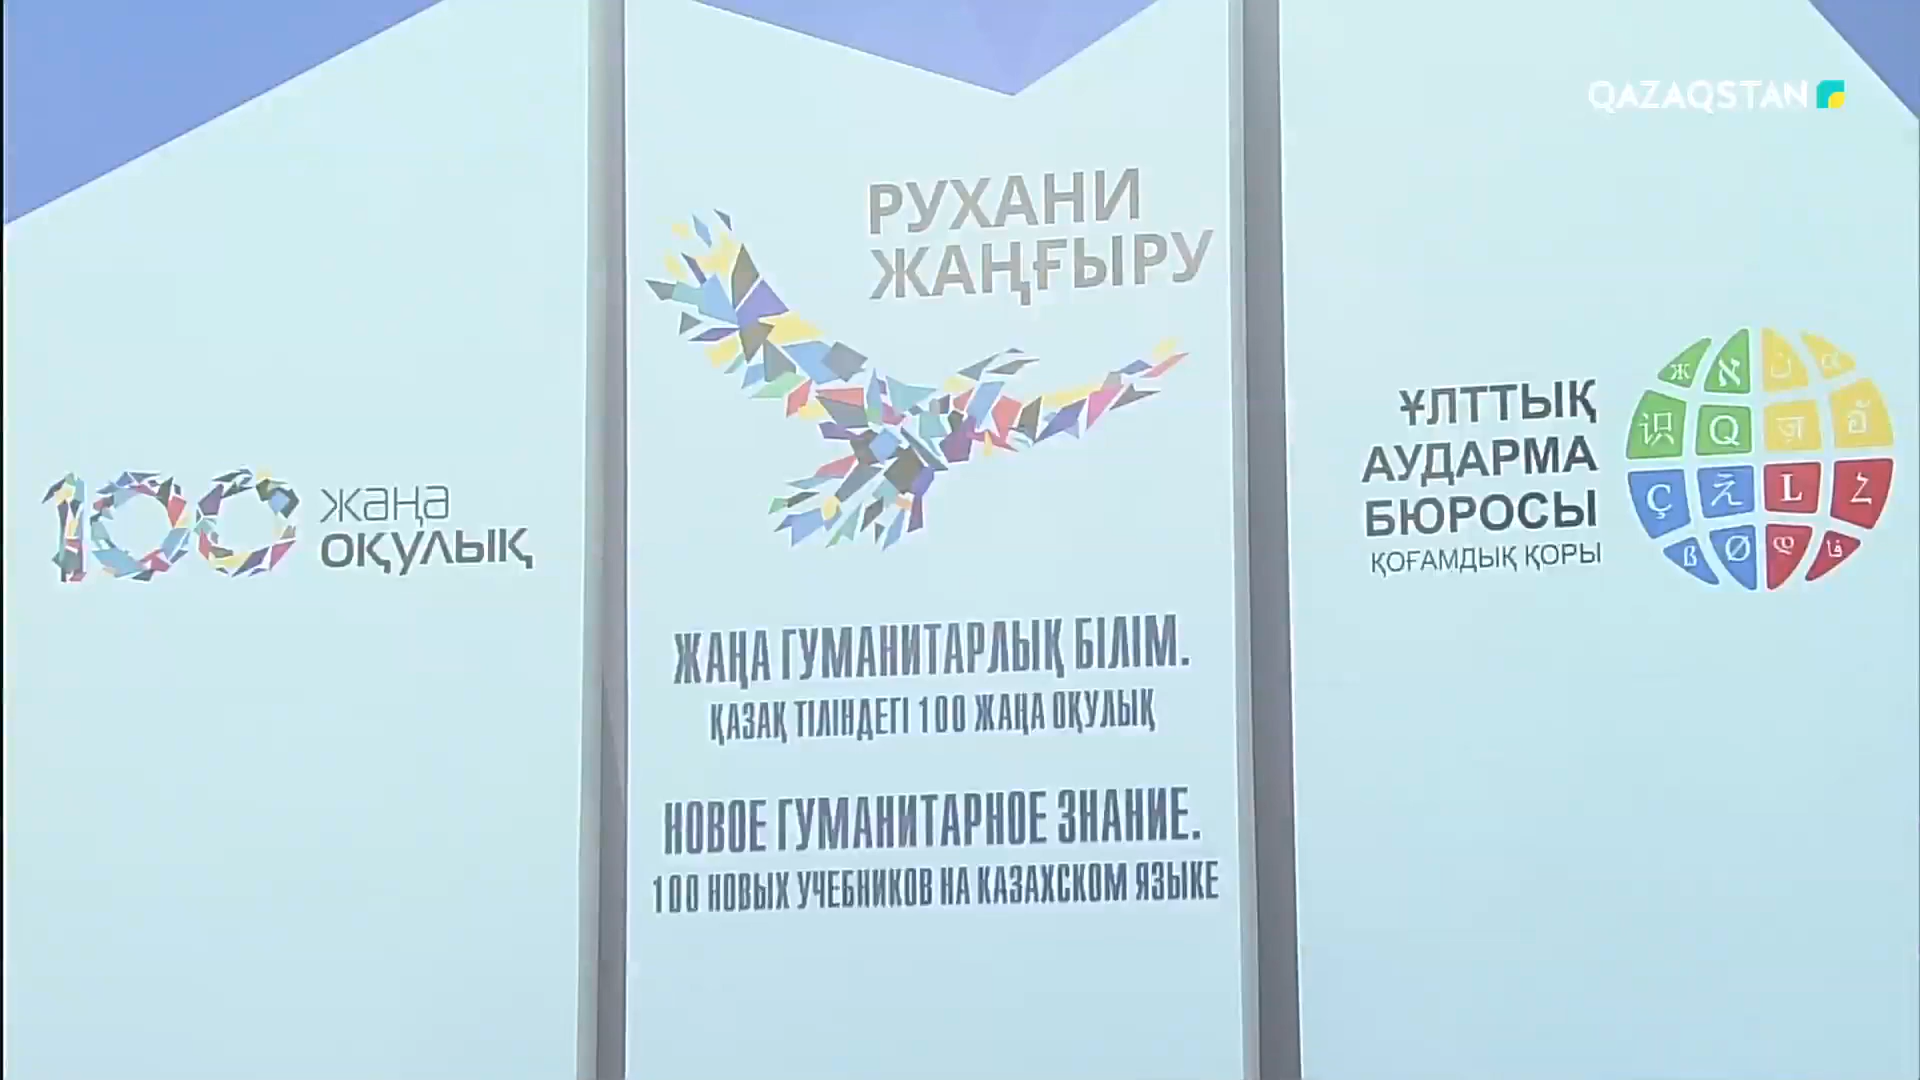 QAZAQSTAN
100 жаңа
оқулық
РУХАНИ
ЖАҢҒЫРУ
ЖАҢА ГУМАНИТАРЛЫҚ БІЛІМ.
ҚАЗАҚ ТІЛІНДЕГІ 100 ЖАҢА ОҚУЛЫҚ
НОВОЕ ГУМАНИТАРНОЕ ЗНАНИЕ.
100 НОВЫХ УЧЕБНИКОВ НА КАЗАХСКОМ ЯЗЫКЕ
ҰЛТТЫҚ
АУДАРМА
БЮРОСЫ
ҚОҒАМДЫҚ ҚОРЫ